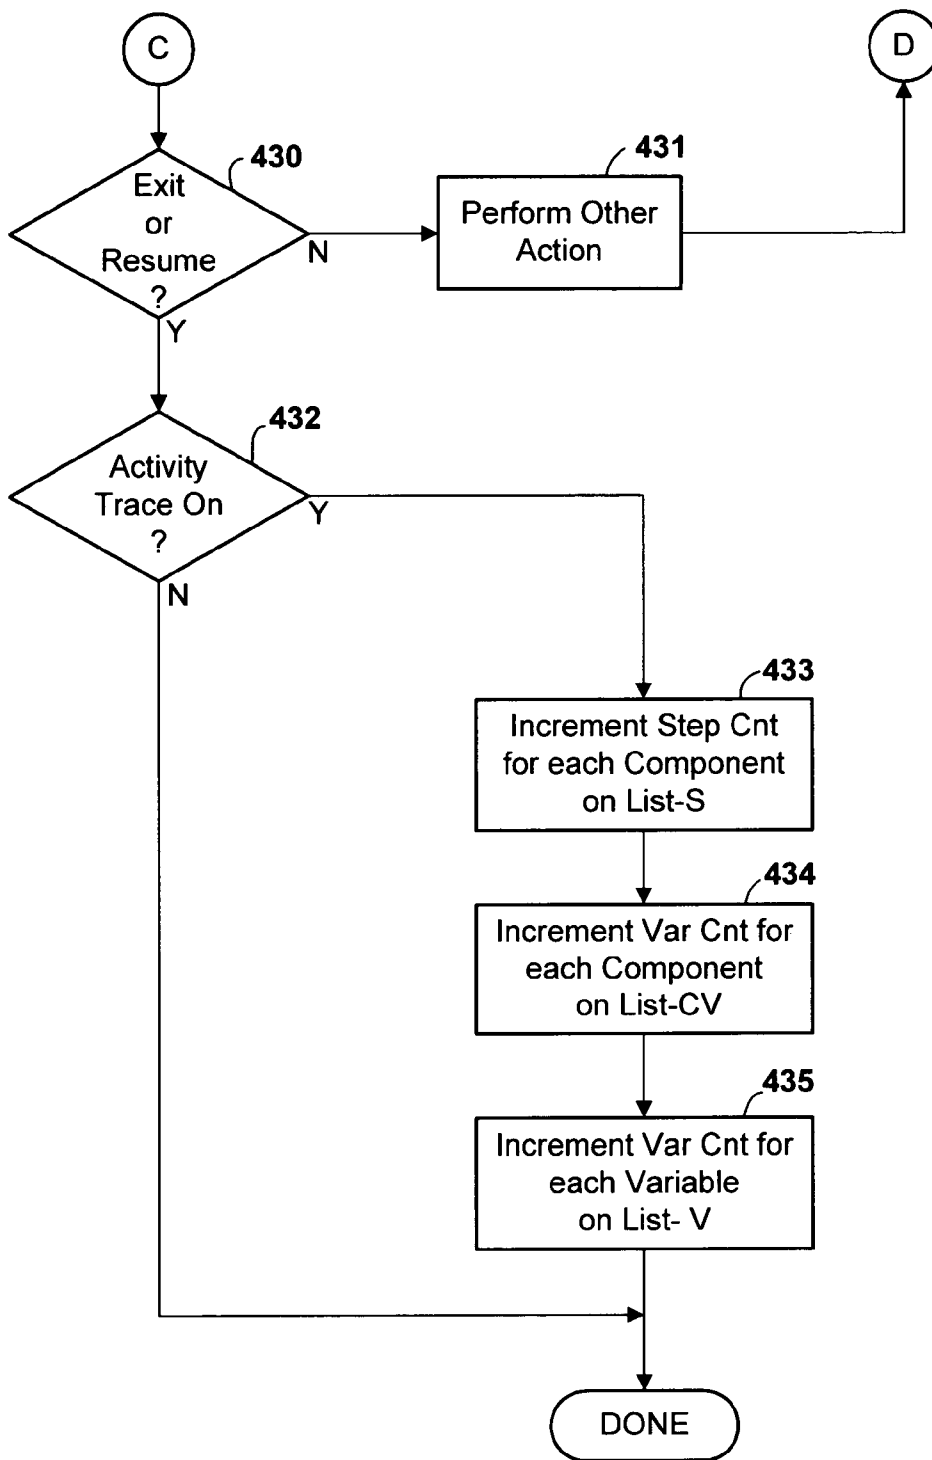 C
D
430
Exit
or
Resume
?
N
Y
431
Perform Other
Action
432
Activity
Trace On
?
Y
N
433
Increment Step Cnt
for each Component
on List-S
434
Increment Var Cnt for
each Component
on List-CV
435
Increment Var Cnt for
each Variable
on List- V
DONE